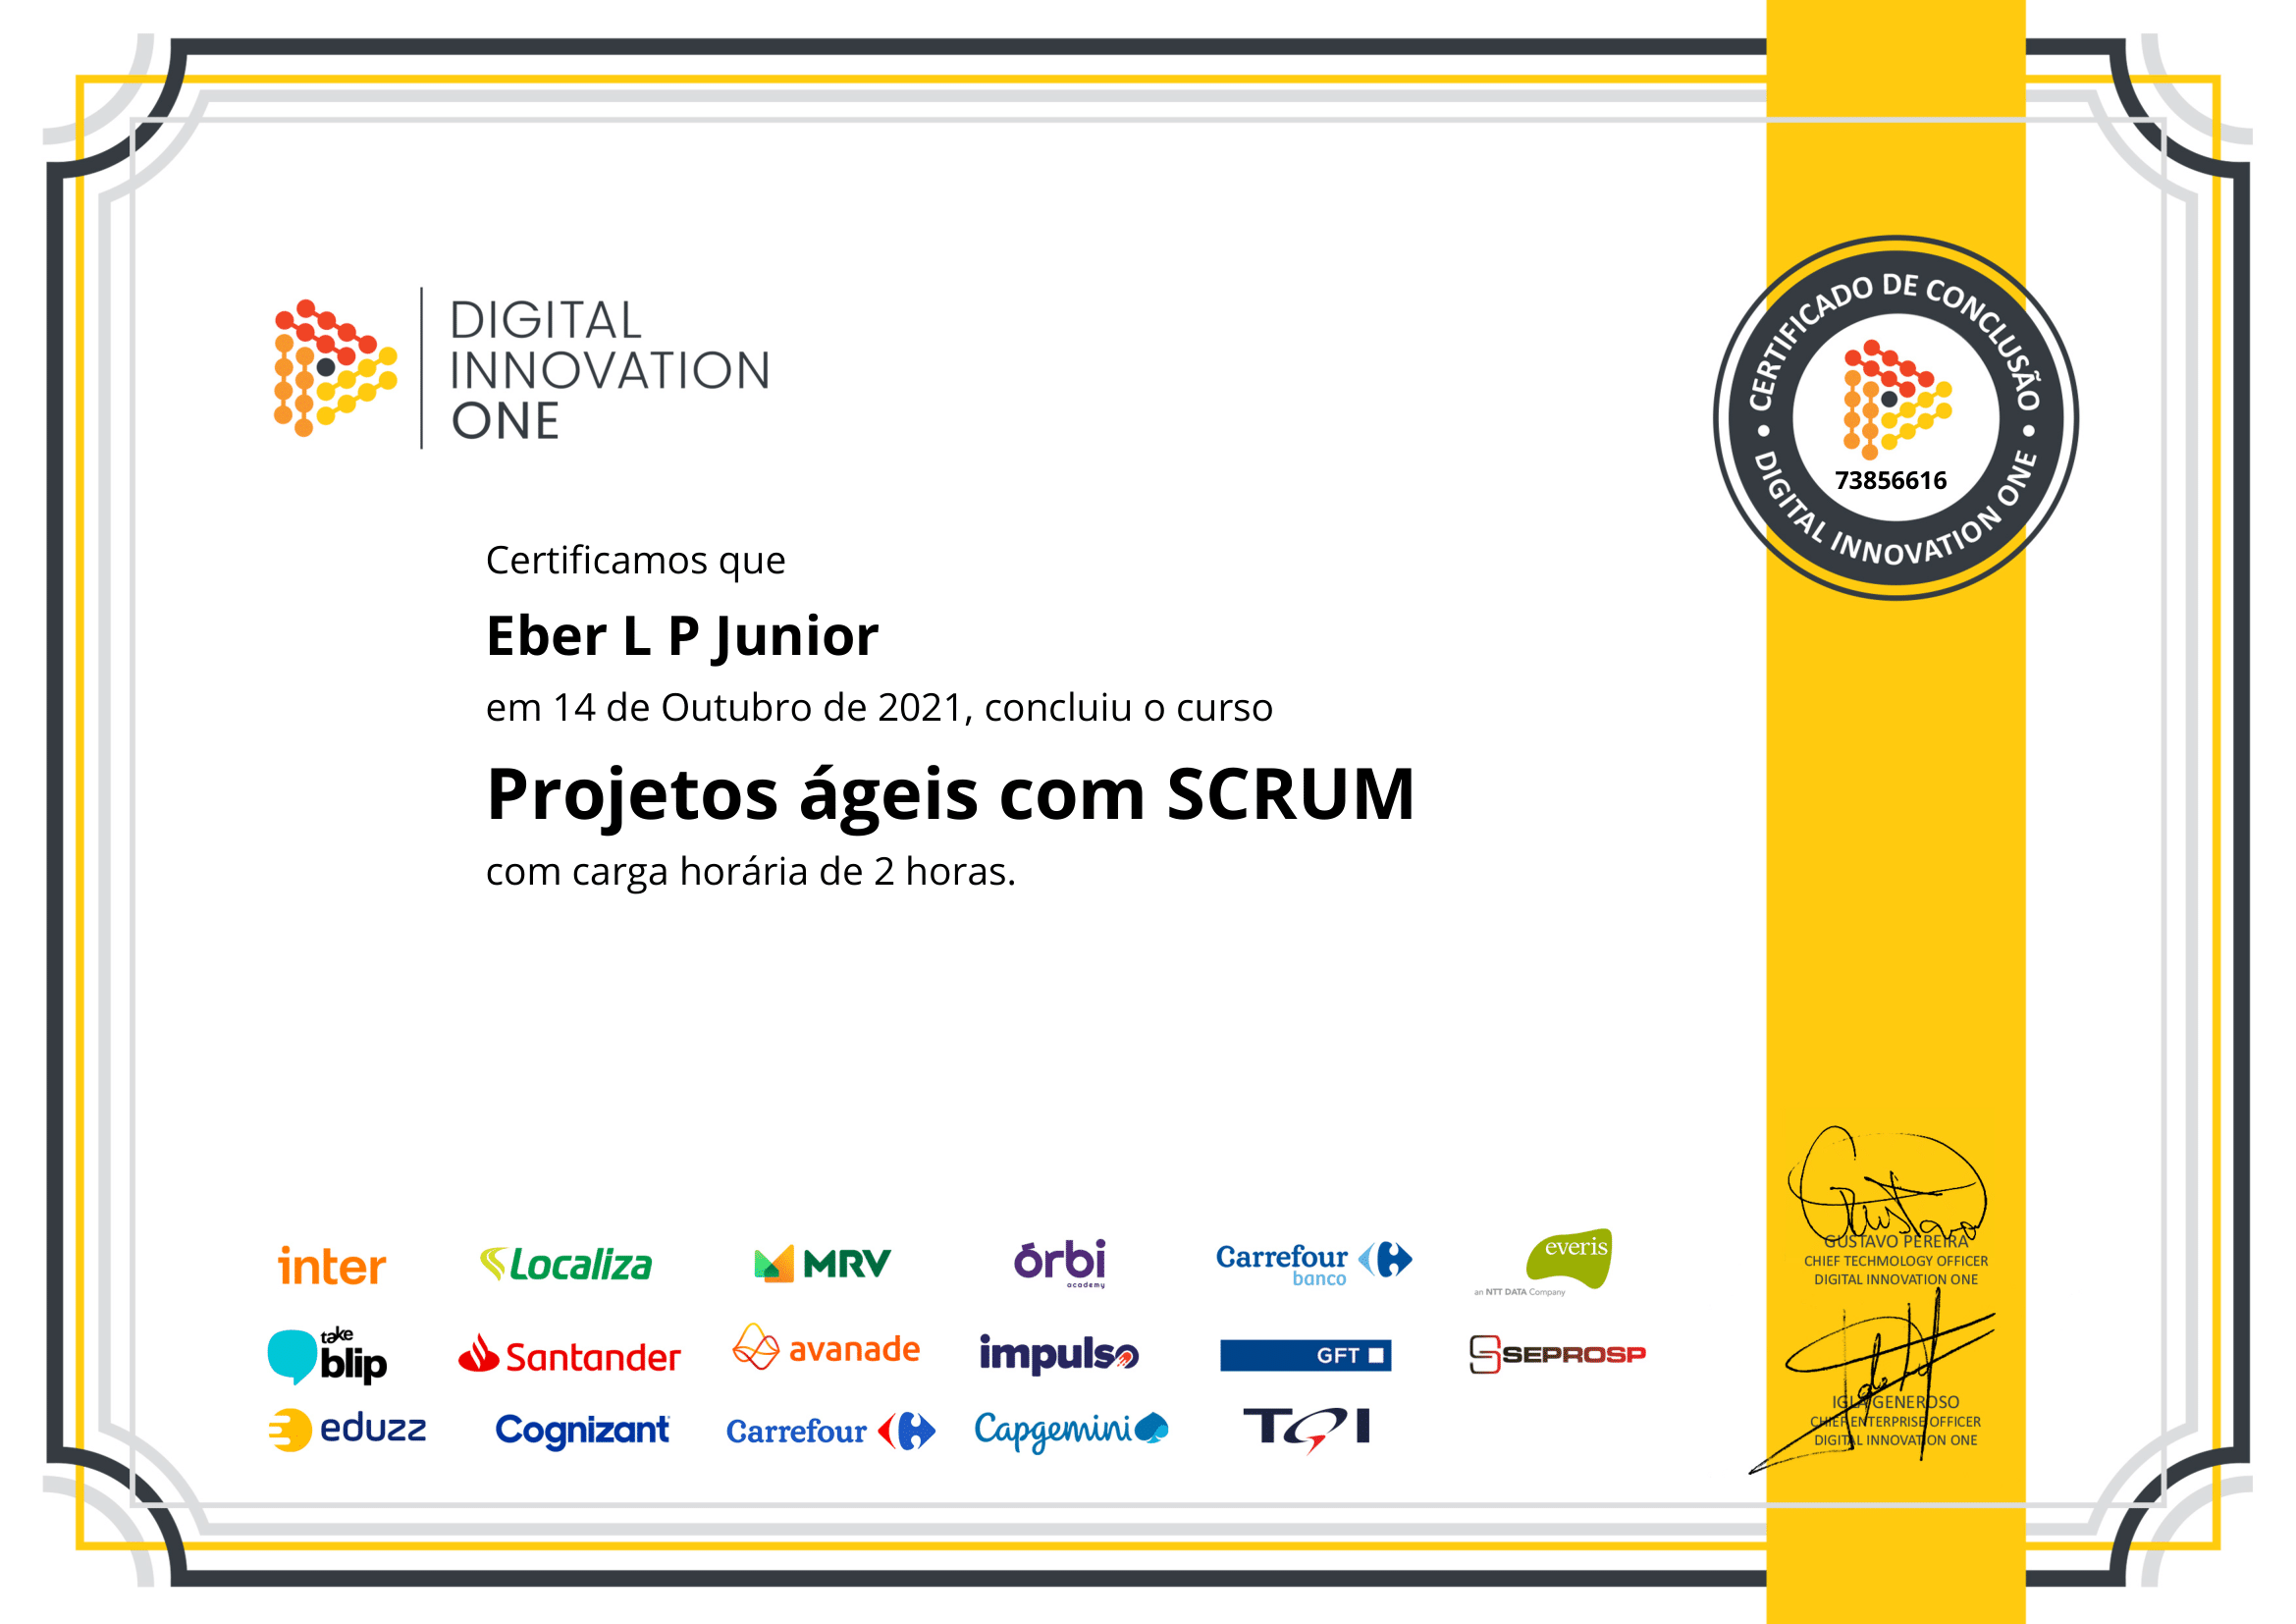 DIGITAL
INNOVATION
ONE
CERTIFICADO DE CONCLUSÃO
73856616
DIGITAL INNOVATION ONE
Certificamos que
Eber L P Junior
em 14 de Outubro de 2021, concluiu o curso
Projetos ágeis com SCRUM
com carga horária de 2 horas.
inter
Localiza
MRV
órbi
academy
Carrefour
banco
everis
an NTT DATA Company
take
blip
Santander
avanade
impulso
GFT
SEPROSP
eduzz
Cognizant
Carrefour
Capgemini
TQI
Gustavo
GUSTAVO PEREIRA
CHIEF TECHMOLOGY OFFICER
DIGITAL INNOVATION ONE
IGLÁ GENEROSO
CHIEF ENTERPRISE OFFICER
DIGITAL INNOVATION ONE